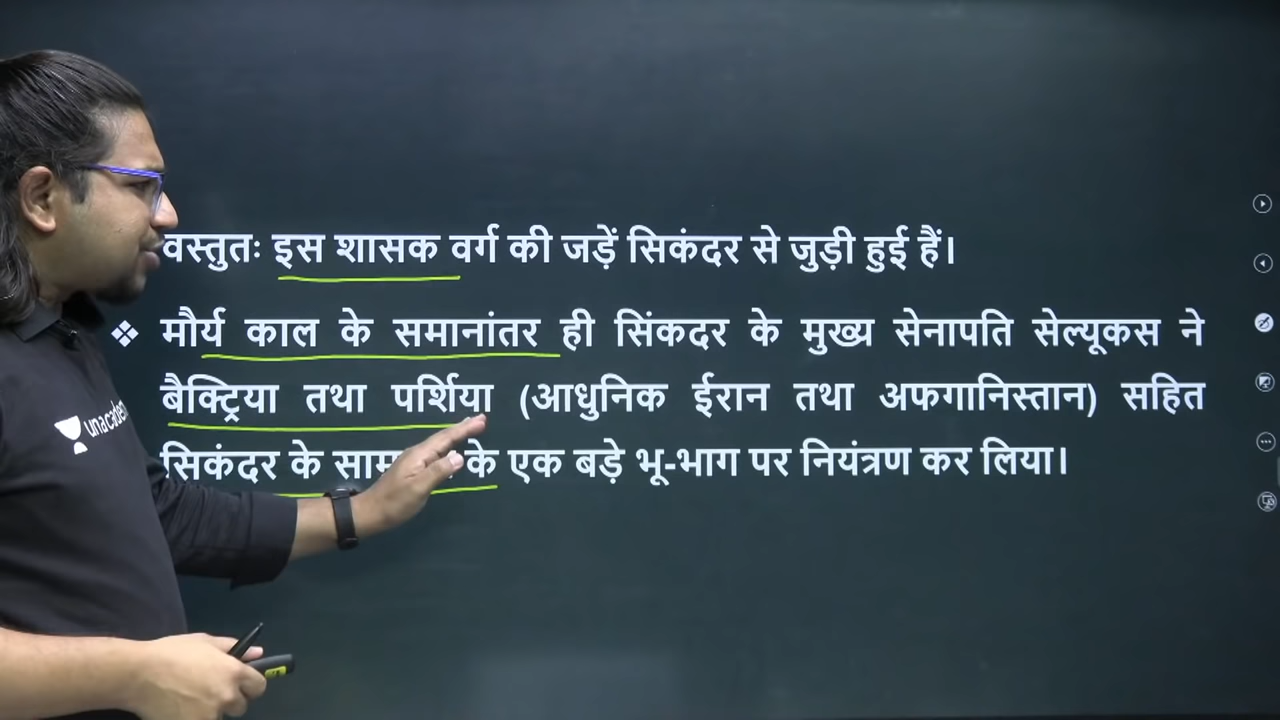 वस्तुतः इस शासक वर्ग की जड़ें सिकंदर से जुड़ी हुई हैं।
❖ मौर्य काल के समानांतर ही सिंकदर के मुख्य सेनापति सेल्यूकस ने
बैक्ट्रिया तथा पर्शिया (आधुनिक ईरान तथा अफगानिस्तान) सहित
सिकंदर के के एक बड़े भू-भाग पर नियंत्रण कर लिया।